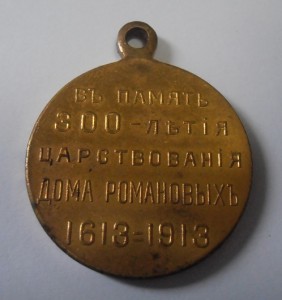 ВЪ ПАМЯТЬ
300-ЛѢТІЯ
ЦАРСТВОВАНІЯ
ДОМА РОМАНОВЫХЪ
1613=1913